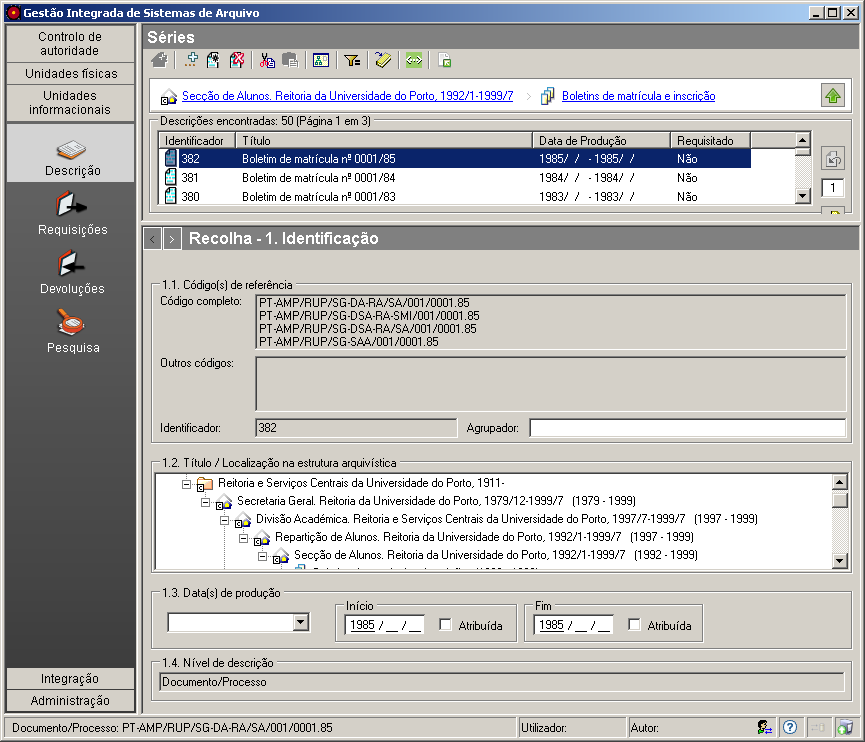 Gestão Integrada de Sistemas de Arquivo
Controlo de
autoridade
Unidades físicas
Unidades
informacionais
Descrição
Requisições
Devoluções
Pesquisa
Integração
Administração
Séries
Secção de Alunos. Reitoria da Universidade do Porto, 1992/1-1999/7
Boletins de matrícula e inscrição
Descrições encontradas: 50 (Página 1 em 3)
Identificador Título Data de Produção Requisitado
382 Boletim de matrícula nº 0001/85 1985/ / - 1985/ / Não
381 Boletim de matrícula nº 0001/84 1984/ / - 1984/ / Não
380 Boletim de matrícula nº 0001/83 1983/ / - 1983/ / Não
1
< > Recolha - 1. Identificação
1.1. Código(s) de referência
Código completo:
PT-AMP/RUP/SG-DA-RA/SA/001/0001.85
PT-AMP/RUP/SG-DSA-RA-SMI/001/0001.85
PT-AMP/RUP/SG-DSA-RA/SA/001/0001.85
PT-AMP/RUP/SG-SAA/001/0001.85
Outros códigos:
Identificador: 382 Agrupador:
1.2. Título / Localização na estrutura arquivística
Reitoria e Serviços Centrais da Universidade do Porto, 1911-
Secretaria Geral. Reitoria da Universidade do Porto, 1979/12-1999/7 (1979 - 1999)
Divisão Académica. Reitoria e Serviços Centrais da Universidade do Porto, 1997/7-1999/7 (1997 - 1999)
Repartição de Alunos. Reitoria da Universidade do Porto, 1992/1-1999/7 (1997 - 1999)
Secção de Alunos. Reitoria da Universidade do Porto, 1992/1-1999/7 (1992 - 1999)
1.3. Data(s) de produção
Início Fim
1985 /__ /__ Atribuída 1985 /__ /__ Atribuída
1.4. Nível de descrição
Documento/Processo
Documento/Processo: PT-AMP/RUP/SG-DA-RA/SA/001/0001.85 Utilizador: Autor: